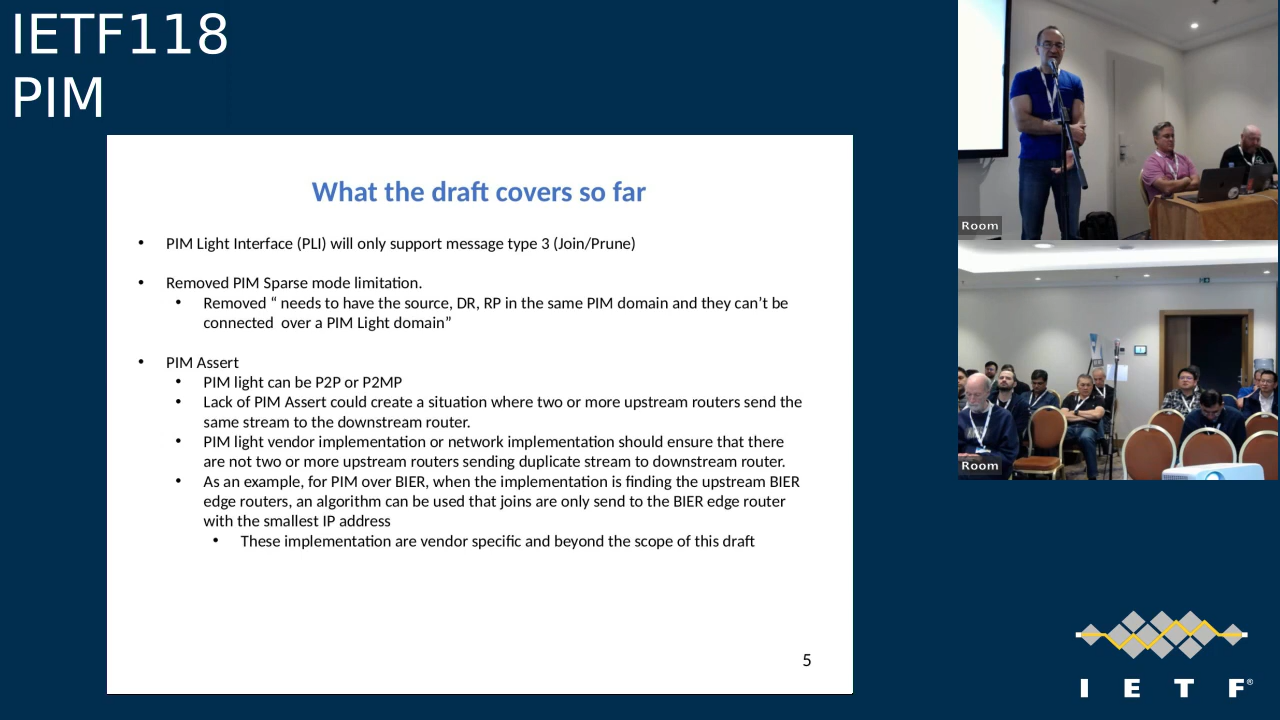 IETF118
PIM
What the draft covers so far
• PIM Light Interface (PLI) will only support message type 3 (Join/Prune)
• Removed PIM Sparse mode limitation.
• Removed “ needs to have the source, DR, RP in the same PIM domain and they can’t be
connected over a PIM Light domain”
• PIM Assert
• PIM light can be P2P or P2MP
• Lack of PIM Assert could create a situation where two or more upstream routers send the
same stream to the downstream router.
• PIM light vendor implementation or network implementation should ensure that there
are not two or more upstream routers sending duplicate stream to downstream router.
• As an example, for PIM over BIER, when the implementation is finding the upstream BIER
edge routers, an algorithm can be used that joins are only send to the BIER edge router
with the smallest IP address
• These implementation are vendor specific and beyond the scope of this draft
5
Room
Room
I E T F®